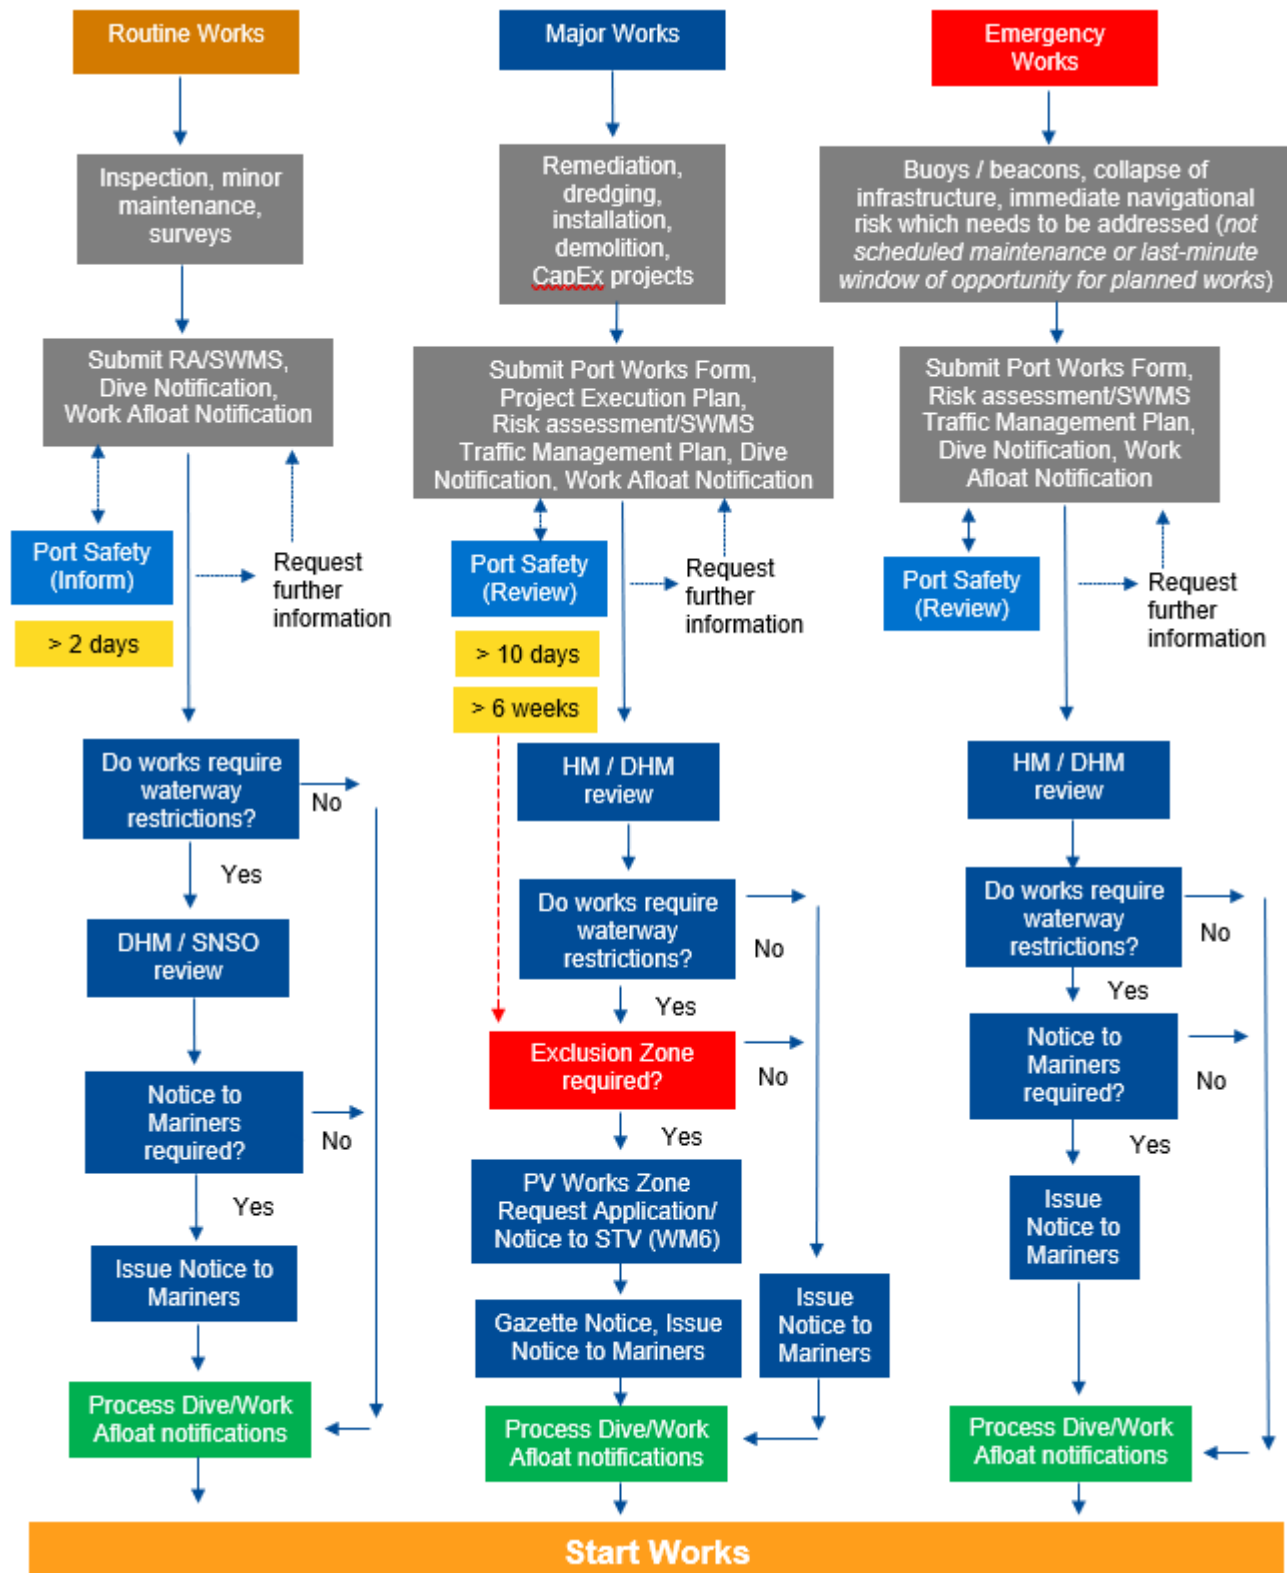 Routine Works
Inspection, minor
maintenance,
surveys
Submit RA/SWMS,
Dive Notification,
Work Afloat Notification
Port Safety
(Inform)
> 2 days
Request
further
information
Do works require
waterway
restrictions?
No
Yes
DHM / SNSO
review
Notice to
Mariners
required?
No
Yes
Issue Notice to
Mariners
Process Dive/Work
Afloat notifications
Major Works
Remediation,
dredging,
installation,
demolition,
CapEx projects
Submit Port Works Form,
Project Execution Plan,
Risk assessment/SWMS
Traffic Management Plan, Dive
Notification, Work Afloat Notification
Port Safety
(Review)
> 10 days
> 6 weeks
Request
further
information
HM / DHM
review
Do works require
waterway
restrictions?
No
Yes
Exclusion Zone
required?
No
Yes
PV Works Zone
Request Application/
Notice to STV (WM6)
Gazette Notice, Issue
Notice to Mariners
Issue
Notice to
Mariners
Process Dive/Work
Afloat notifications
Emergency
Works
Buoys / beacons, collapse of
infrastructure, immediate navigational
risk which needs to be addressed (not
scheduled maintenance or last-minute
window of opportunity for planned works)
Submit Port Works Form,
Risk assessment/SWMS
Traffic Management Plan,
Dive Notification, Work
Afloat Notification
Port Safety
(Review)
Request
further
information
HM / DHM
review
Do works require
waterway
restrictions?
No
Yes
Notice to
Mariners
required?
No
Yes
Issue
Notice to
Mariners
Process Dive/Work
Afloat notifications
Start Works